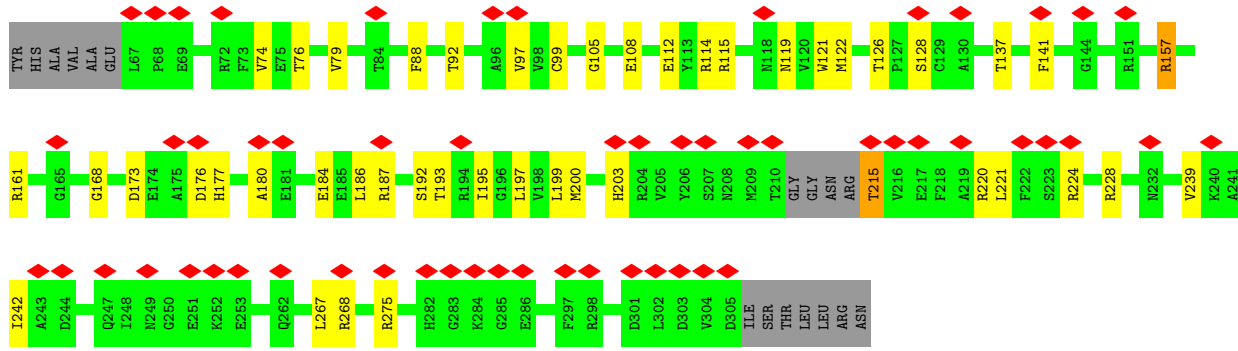 TYR HIS ALA VAL ALA GLU L67 P68 E69 R72 F73 V74 E75 T76 V79 T84 F88 T92 A96 V97 V98 C99 G105 E108 E112 Y113 R114 R115 N118 N119 V120 W121 M122 T126 P127 S128 C129 A130 T137 F141 G144 R151 R157
R161 G165 G168 D173 E174 A175 D176 H177 A180 E181 E184 E185 L186 R187 S192 T193 R194 I195 G196 L197 V198 L199 M200 H203 R204 V205 Y206 S207 N208 M209 T210 GLY GLY ASN ARG T215 V216 E217 F218 A219 R220 L221 F222 S223 R224 R228 N232 V239 K240 A241
I242 A243 D244 Q247 I248 N249 G250 E251 K252 E253 Q262 L267 R268 R275 H282 G283 K284 G285 E286 F297 R298 D301 L302 D303 V304 D305 ILE SER THR LEU LEU ARG ASN